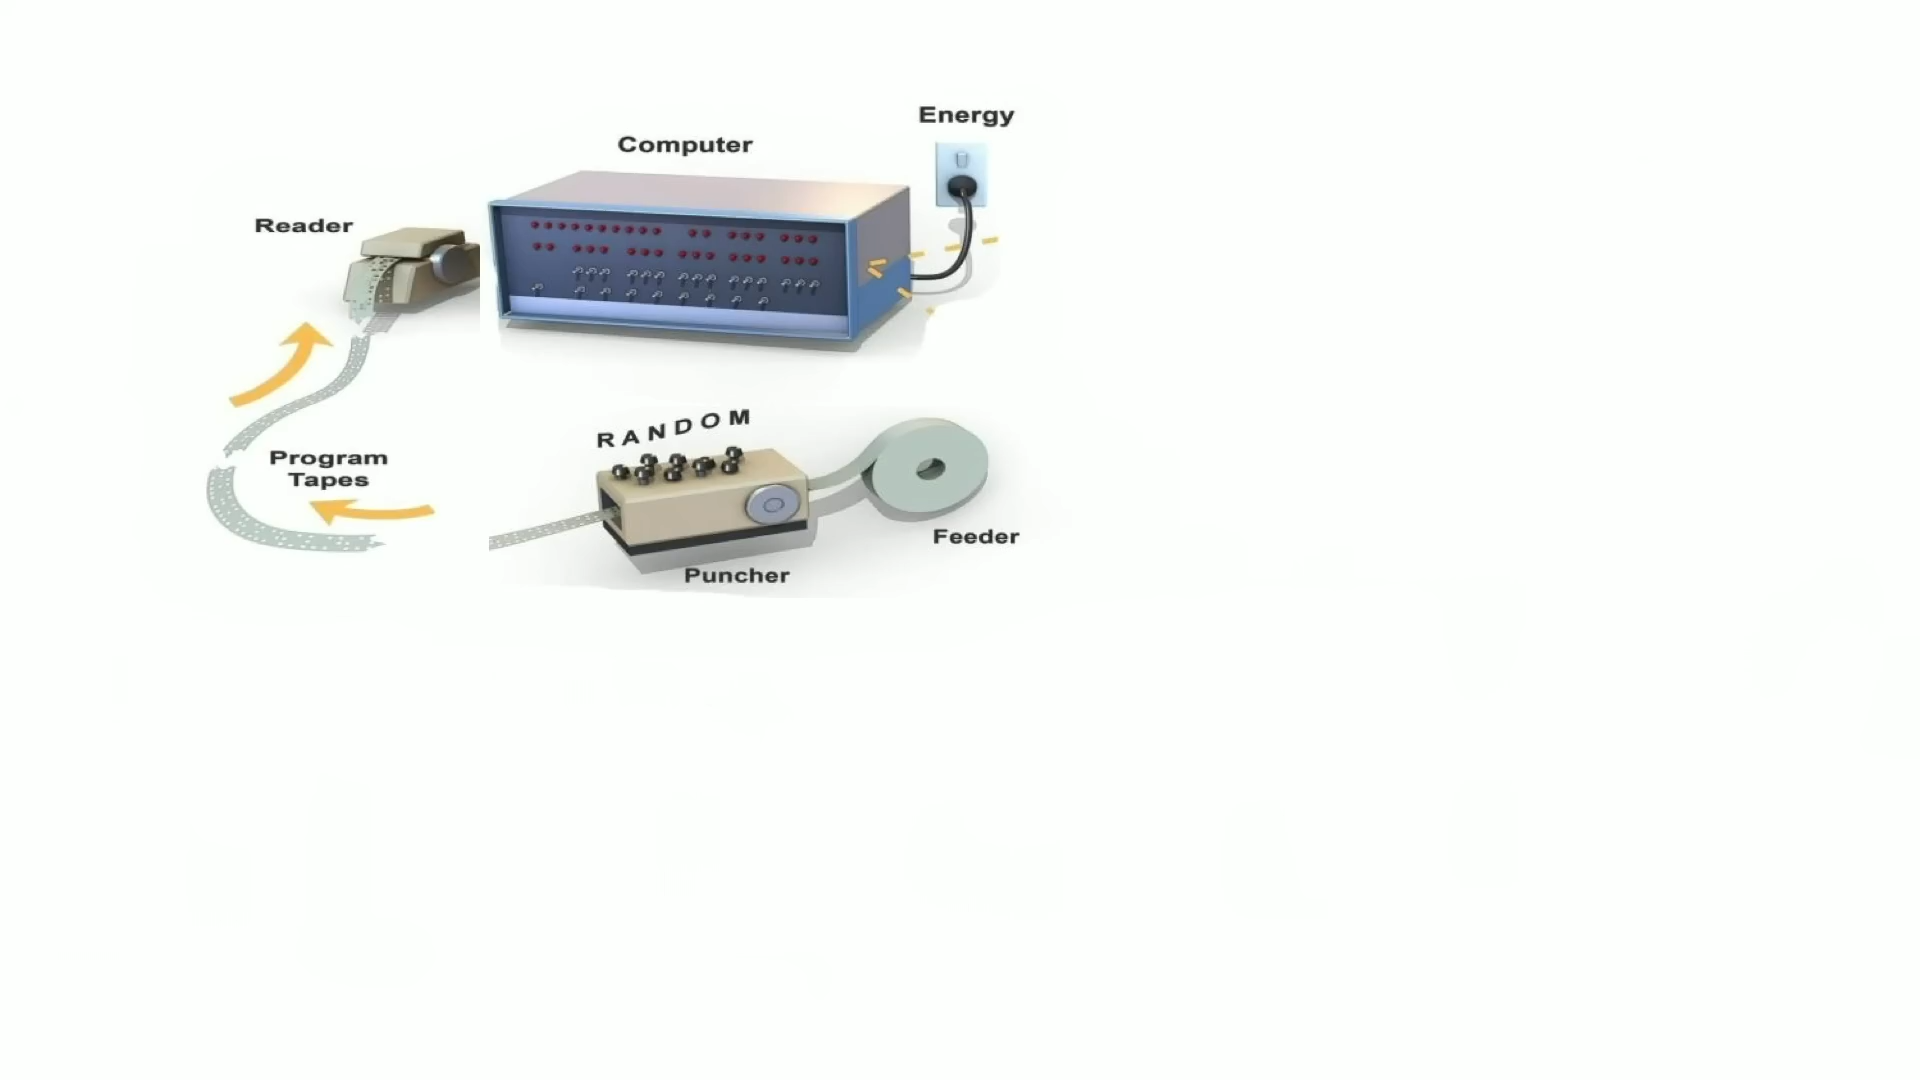 Energy
Computer
Reader
RANDOM
Program
Tapes
Feeder
Puncher